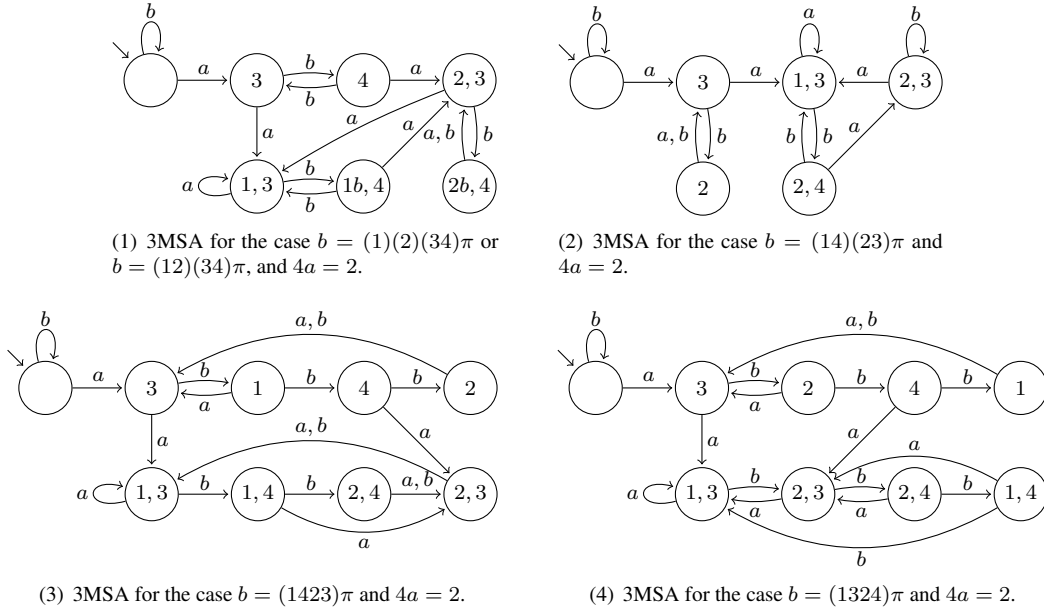 b
b
a
b
a
a
a
b
3
4
2, 3
3
1, 3
2, 3
b
a
a
a
a, b
b
a, b
b
b
b
a
a
b
1, 3
1b, 4
2b, 4
2
2, 4
b
(1) 3MSA for the case b = (1)(2)(34)π or
b = (12)(34)π, and 4a = 2.
(2) 3MSA for the case b = (14)(23)π and
4a = 2.
a, b
b
a
b
b
b
3
1
4
2
a
a
a, b
a
a
b
b
a, b
1, 3
1, 4
2, 4
2, 3
a
(3) 3MSA for the case b = (1423)π and 4a = 2.
a, b
b
a
b
b
b
3
2
4
1
a
a
a
a
a
b
b
b
1, 3
2, 3
2, 4
1, 4
a
a
b
(4) 3MSA for the case b = (1324)π and 4a = 2.